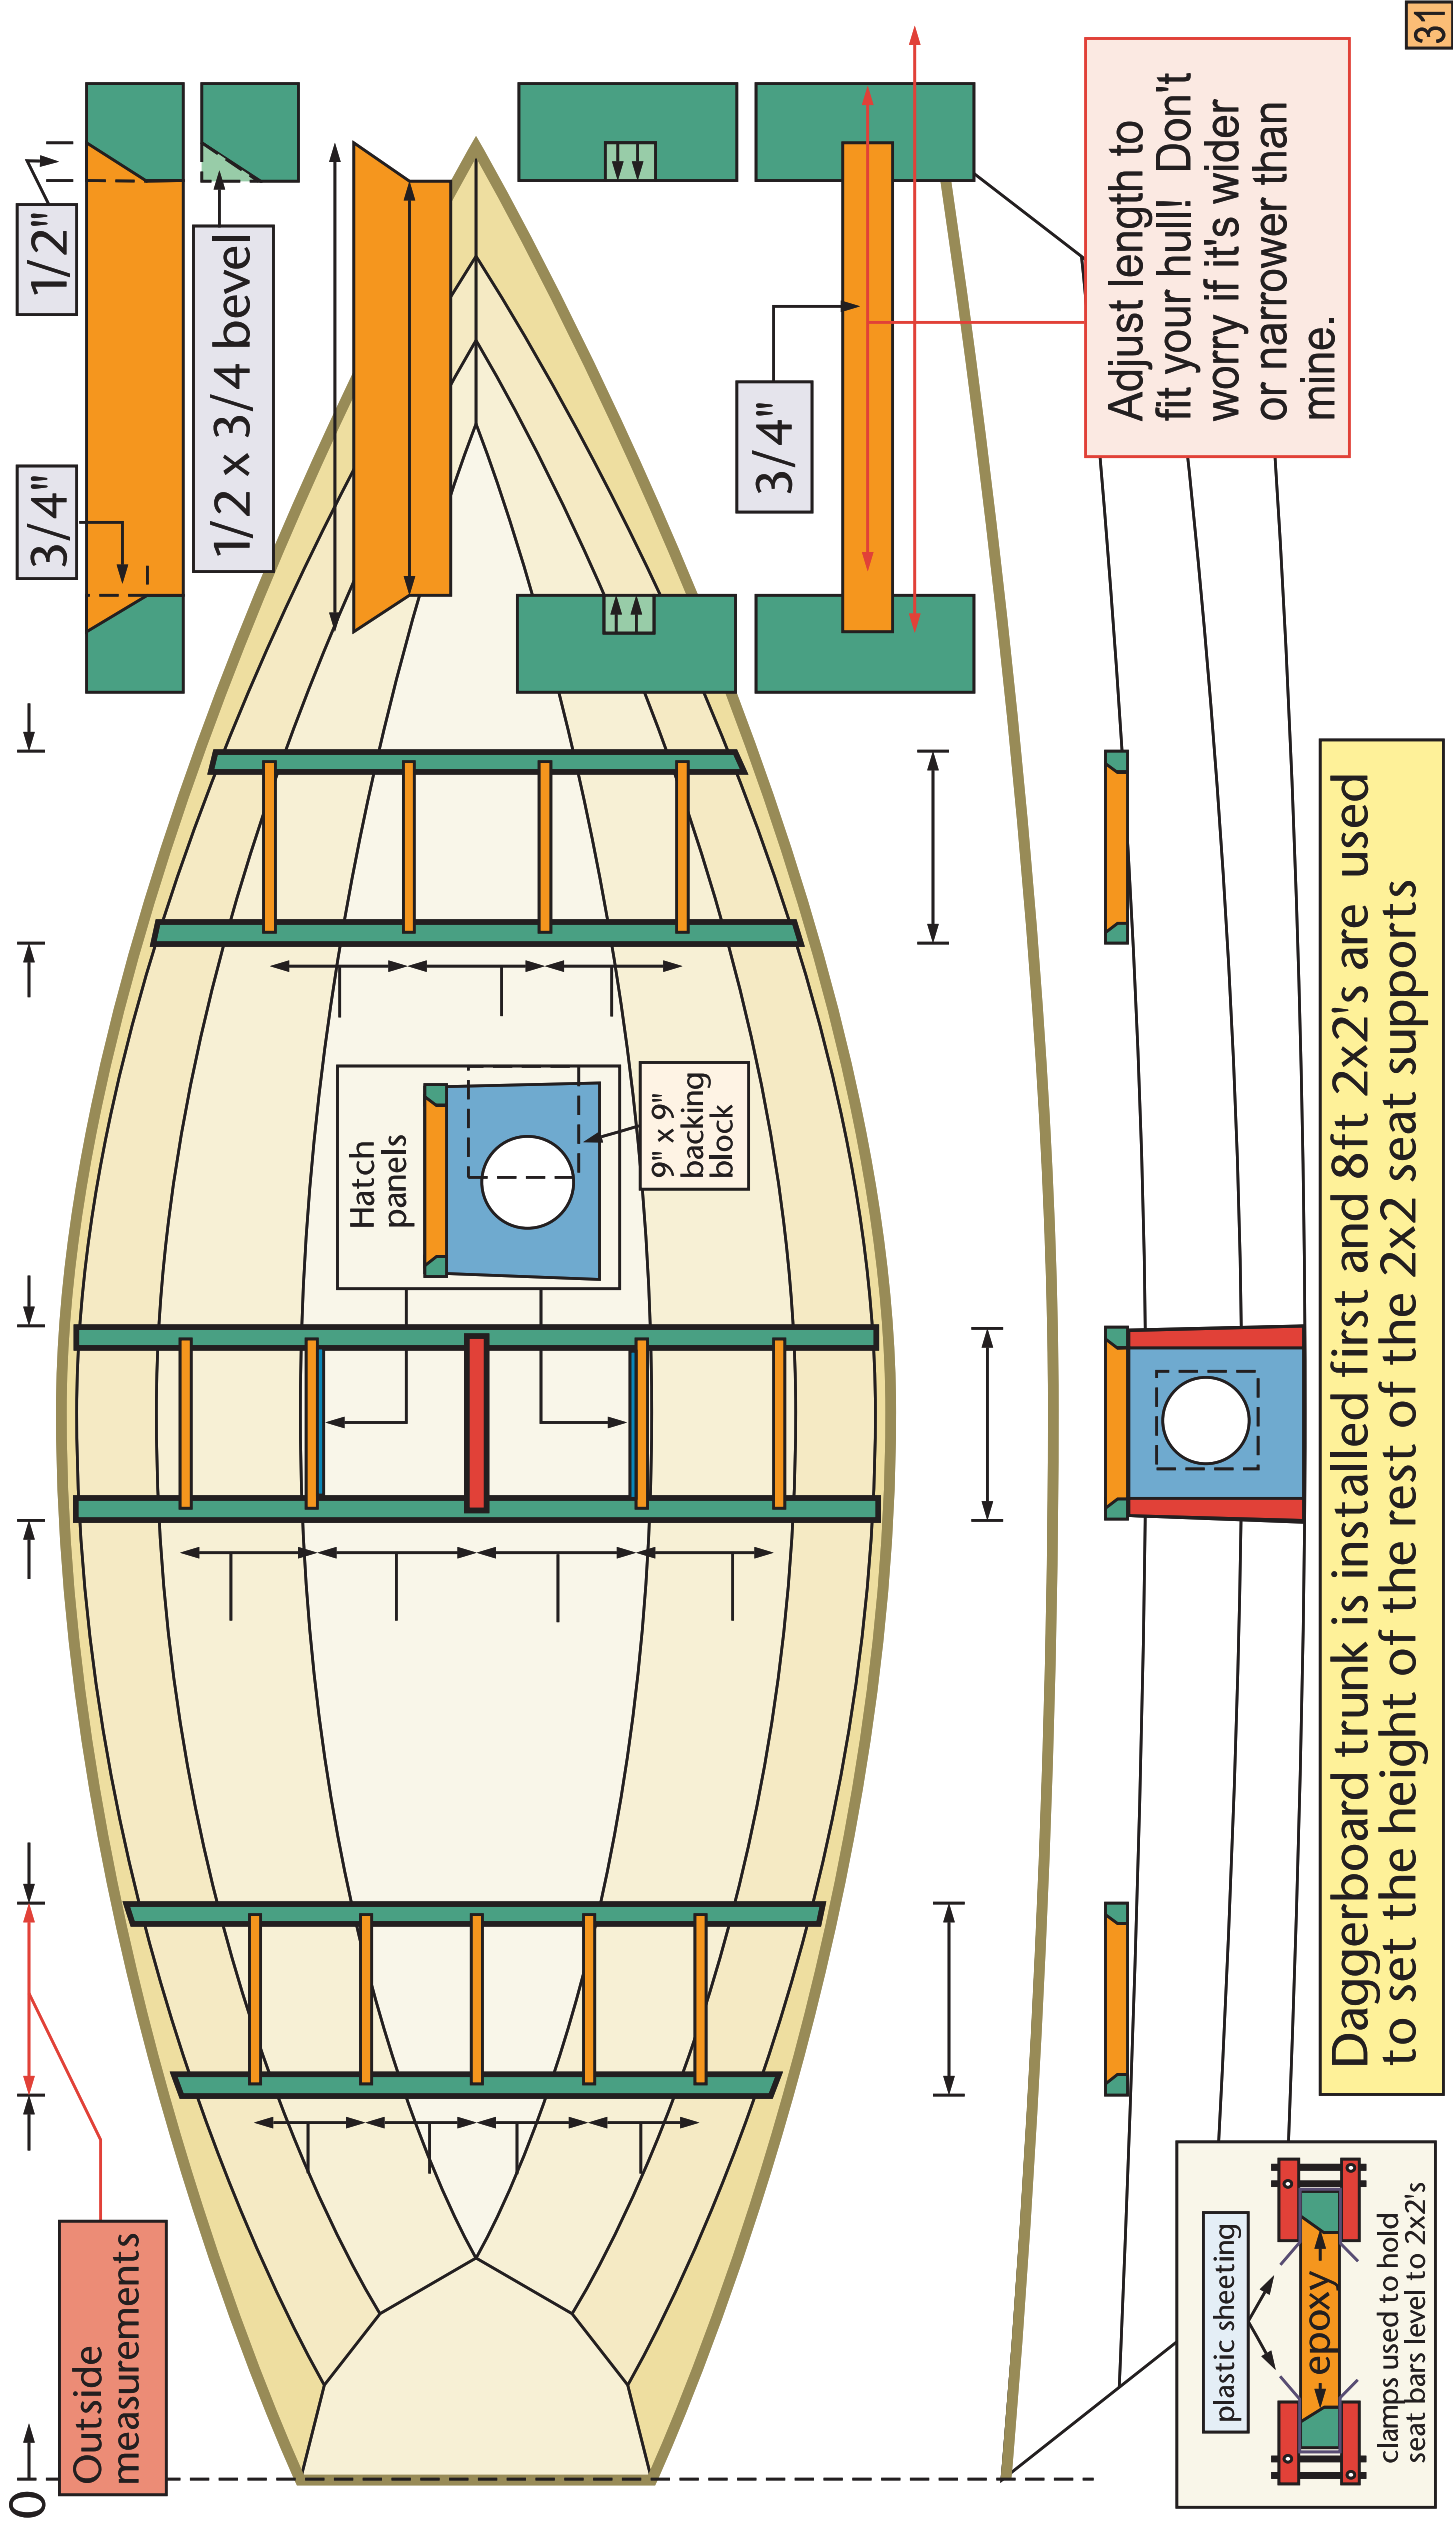 31
1/2"
3/4"
1/2 x 3/4 bevel
3/4"
Adjust length to
fit your hull! Don't
worry if it's wider
or narrower than
mine.
Hatch
panels
9" x 9"
backing
block
Outside
measurements
0
plastic sheeting
epoxy
clamps used to hold
seat bars level to 2x2's
Daggerboard trunk is installed first and 8ft 2x2's are used
to set the height of the rest of the 2x2 seat supports